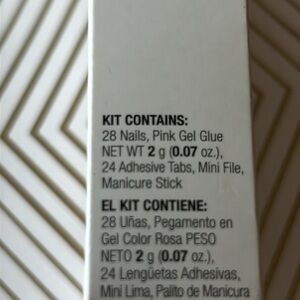 KIT CONTAINS:
28 Nails, Pink Gel Glue
NET WT 2 g (0.07 oz.),
24 Adhesive Tabs, Mini File,
Manicure Stick
EL KIT CONTIENE:
28 Uñas, Pegamento en
Gel Color Rosa PESO
NETO 2 g (0.07 oz.),
24 Lengüetas Adhesivas,
Mini Lima, Palito de Manicura